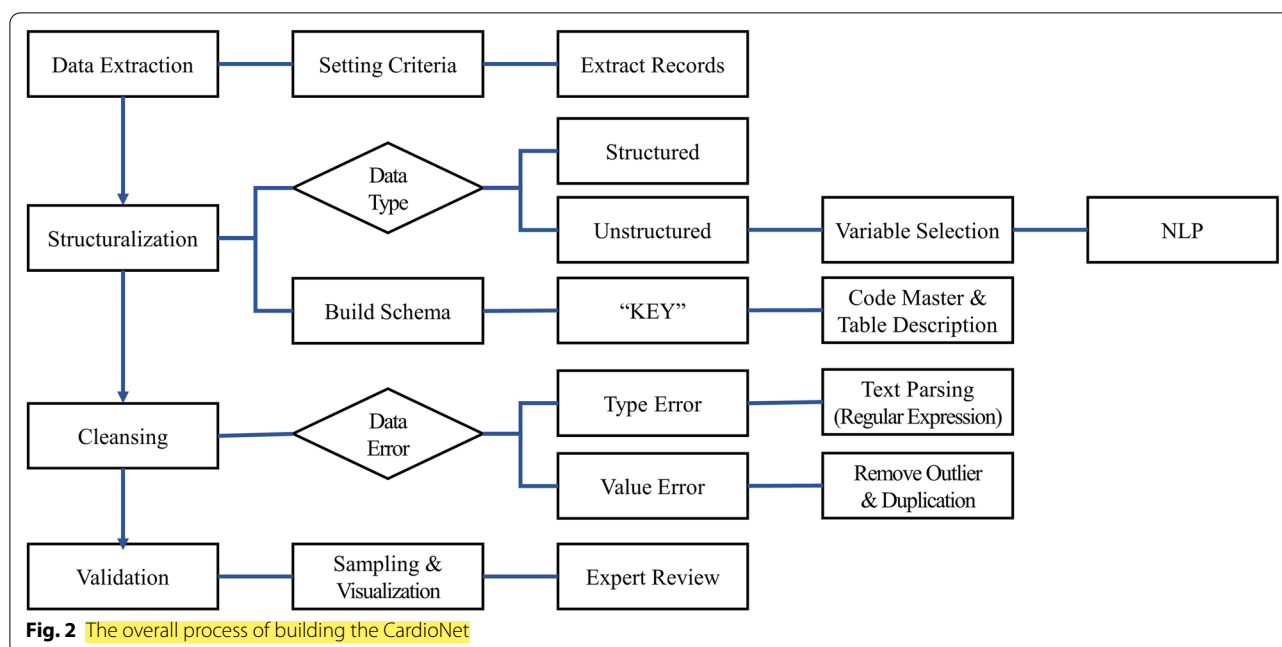 Data Extraction
Setting Criteria
Extract Records
Structuralization
Data
Type
Structured
Unstructured
Variable Selection
NLP
Build Schema
“KEY”
Code Master &
Table Description
Cleansing
Data
Error
Type Error
Text Parsing
(Regular Expression)
Value Error
Remove Outlier
& Duplication
Validation
Sampling &
Visualization
Expert Review
Fig. 2 The overall process of building the CardioNet